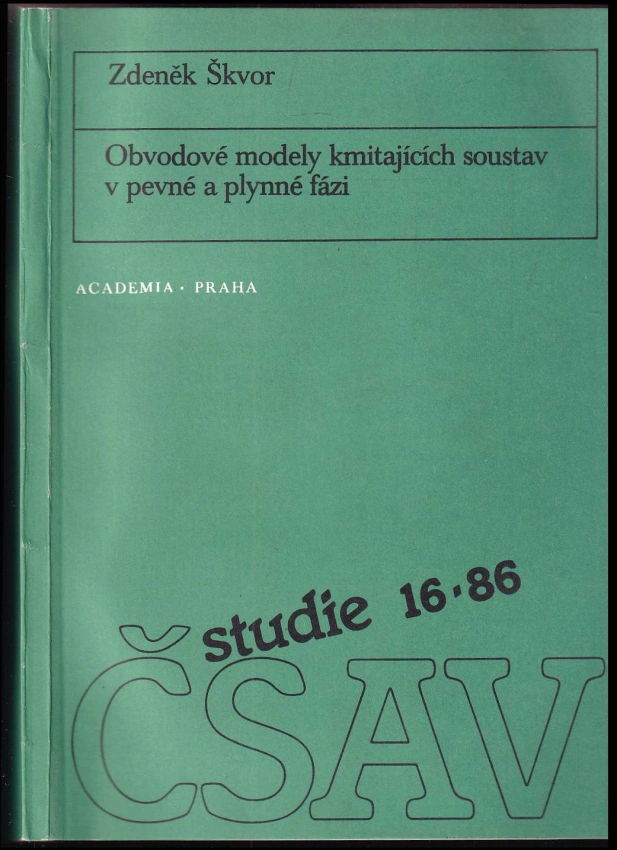 Zdeněk Škvor
Obvodové modely kmitajících soustav
v pevné a plynné fázi
ACADEMIA · PRAHA
studie 16·86
ČSAV